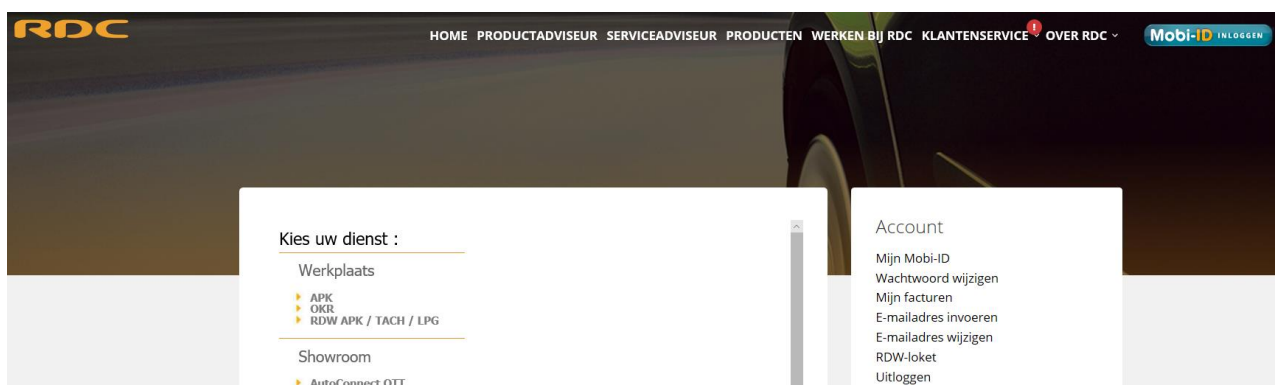 RDC
HOME PRODUCTADVISEUR SERVICEADVISEUR PRODUCTEN WERKEN BIJ RDC KLANTENSERVICE ! OVER RDC Mobi-ID INLOGGEN
Kies uw dienst :
Werkplaats
APK
OKR
RDW APK / TACH / LPG
Showroom
AutoConnect OTT
Account
Mijn Mobi-ID
Wachtwoord wijzigen
Mijn facturen
E-mailadres invoeren
E-mailadres wijzigen
RDW-loket
Uitloggen